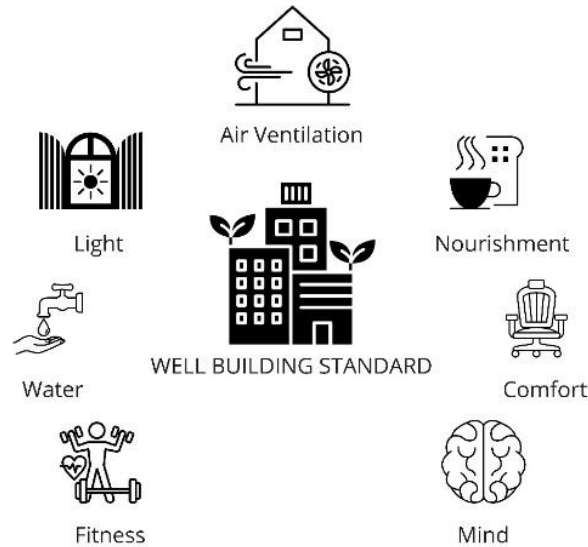 Air Ventilation
Light
Nourishment
WELL BUILDING STANDARD
Water
Comfort
Fitness
Mind